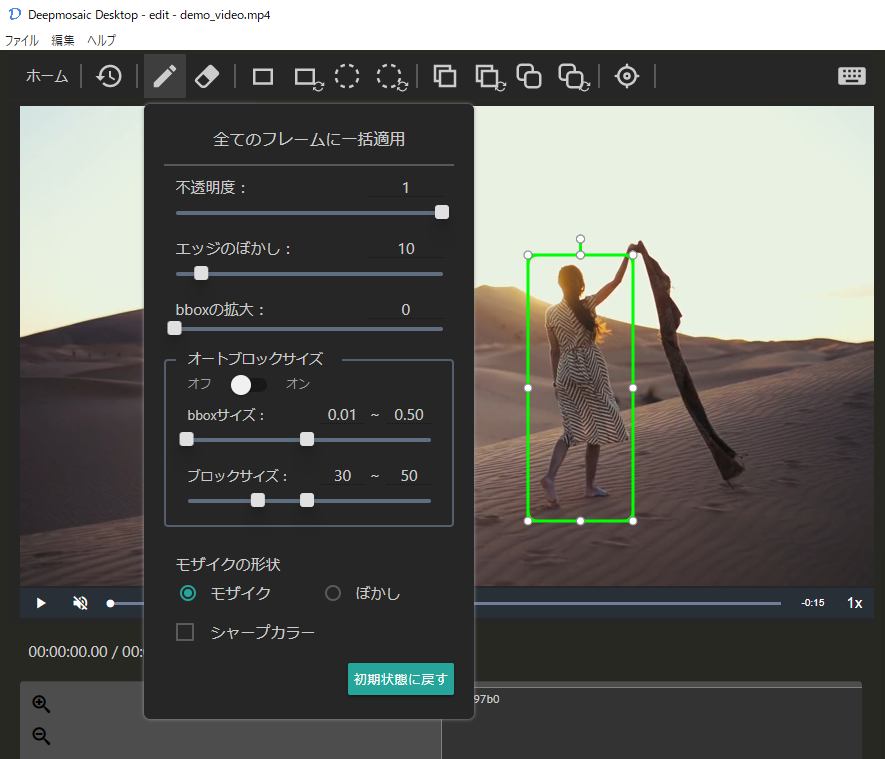 Deepmosaic Desktop - edit - demo_video.mp4
ファイル 編集 ヘルプ
ホーム
全てのフレームに一括適用
不透明度： 1
エッジのぼかし： 10
bboxの拡大： 0
オートブロックサイズ
オフ オン
bboxサイズ： 0.01 ～ 0.50
ブロックサイズ： 30 ～ 50
モザイクの形状
モザイク ぼかし
シャープカラー
初期状態に戻す
-0:15 1x
00:00:00.00 / 00:
97b0